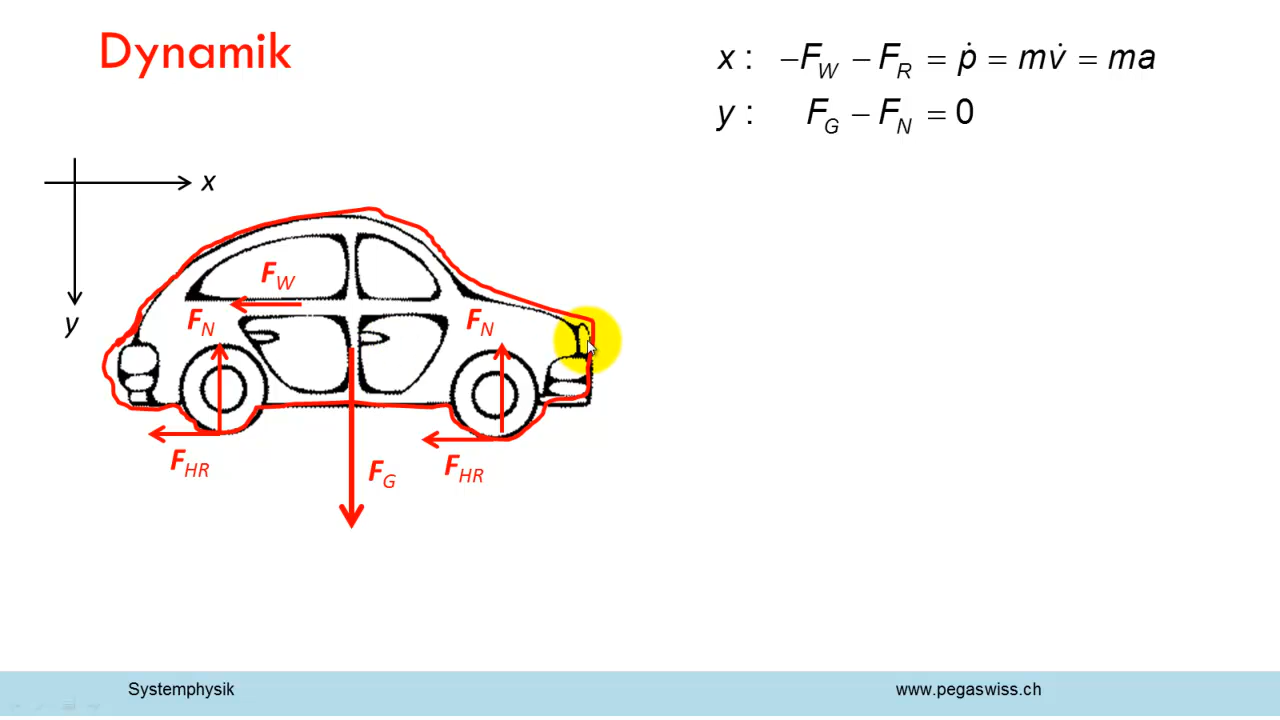 Dynamik
x : −F_W − F_R = ṗ = mv̇ = ma
y : F_G − F_N = 0
x
y
F_W
F_N
F_N
F_HR
F_G
F_HR
Systemphysik
www.pegaswiss.ch